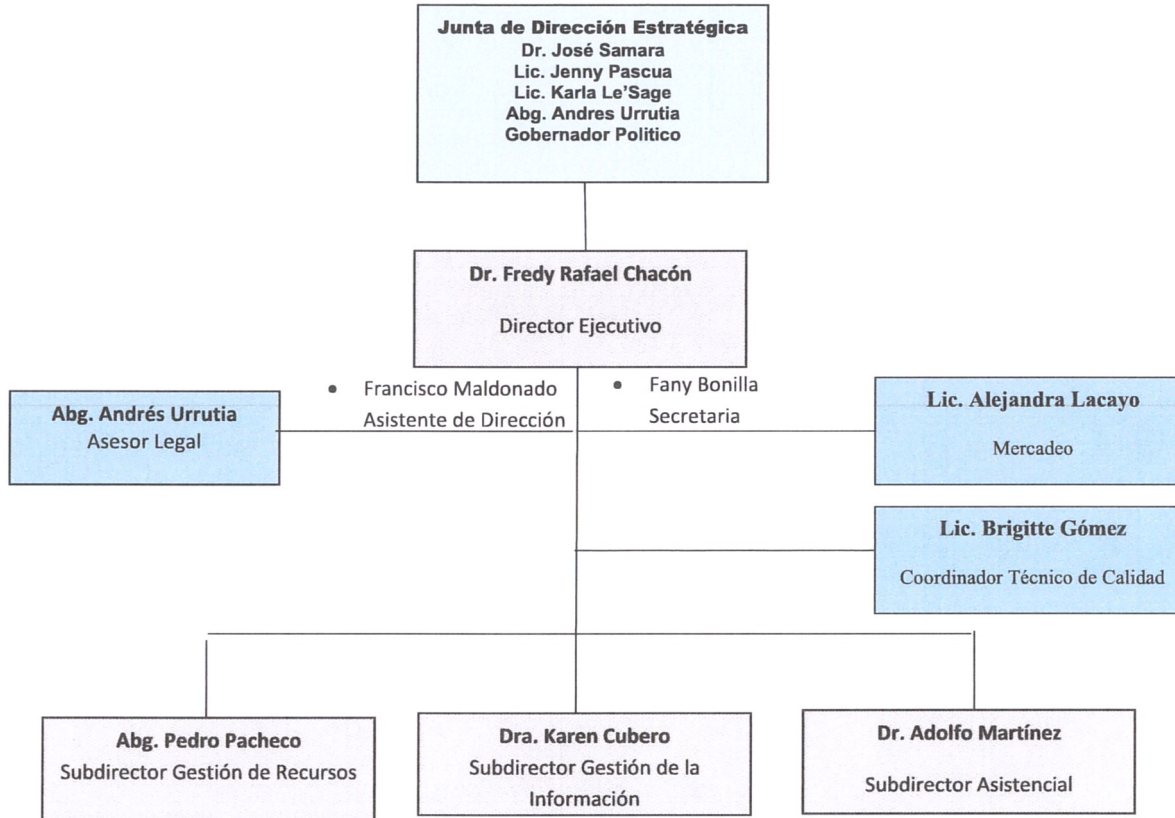 Junta de Dirección Estratégica
Dr. José Samara
Lic. Jenny Pascua
Lic. Karla Le’Sage
Abg. Andres Urrutia
Gobernador Politico
Dr. Fredy Rafael Chacón
Director Ejecutivo
• Francisco Maldonado
Asistente de Dirección
• Fany Bonilla
Secretaria
Abg. Andrés Urrutia
Asesor Legal
Lic. Alejandra Lacayo
Mercadeo
Lic. Brigitte Gómez
Coordinador Técnico de Calidad
Abg. Pedro Pacheco
Subdirector Gestión de Recursos
Dra. Karen Cubero
Subdirector Gestión de la
Información
Dr. Adolfo Martínez
Subdirector Asistencial